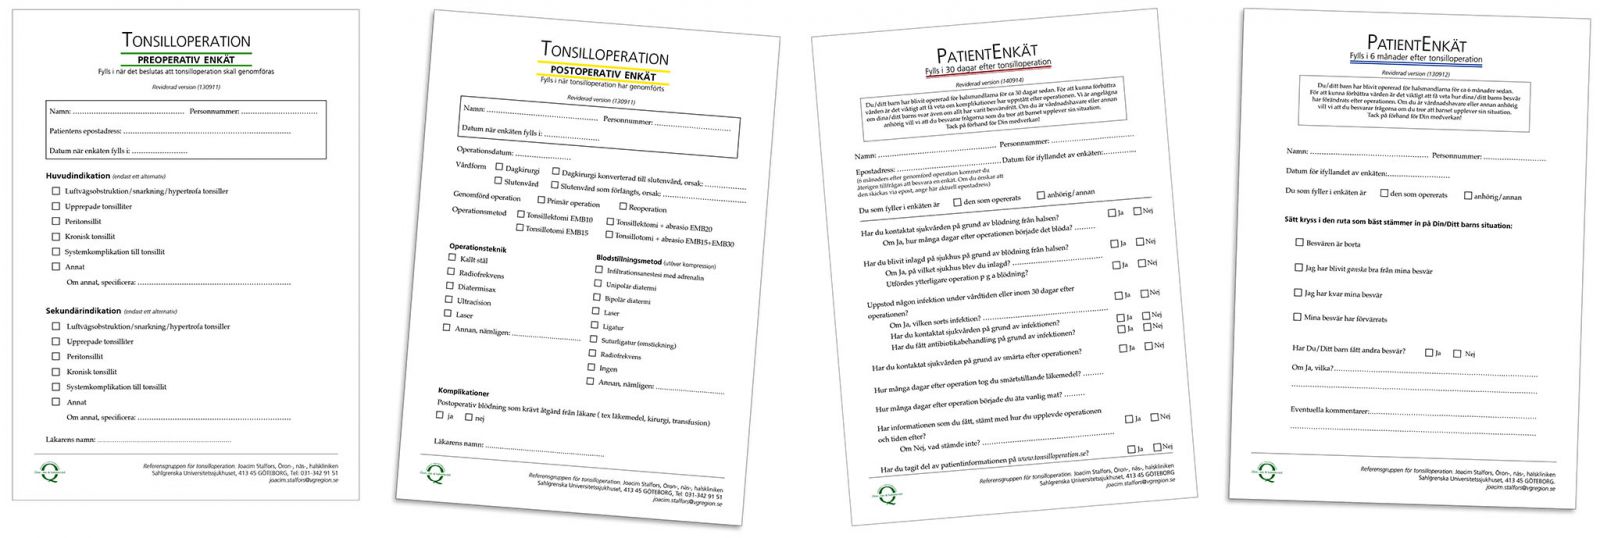 TONSILLOPERATION
PREOPERATIV ENKÄT
Fylls i när det beslutas att tonsilloperation skall genomföras
Reviderad version (130911)
Namn: Personnummer:
Patientens epostadress:
Datum när enkäten fylls i:
Huvudindikation (endast ett alternativ)
Luftvägsobstruktion/snarkning/hypertrofa tonsiller
Upprepade tonsilliter
Peritonsillit
Kronisk tonsillit
Systemkomplikation till tonsillit
Annat
Om annat, specificera:
Sekundärindikation (endast ett alternativ)
Luftvägsobstruktion/snarkning/hypertrofa tonsiller
Upprepade tonsilliter
Peritonsillit
Kronisk tonsillit
Systemkomplikation till tonsillit
Annat
Om annat, specificera:
Läkarens namn:
Referensgruppen för tonsilloperation: Joacim Stalfors, Öron-, näs-, halskliniken
Sahlgrenska Universitetssjukhuset, 413 45 GÖTEBORG, Tel: 031-342 91 51
joacim.stalfors@vgregion.se
TONSILLOPERATION
POSTOPERATIV ENKÄT
Fylls i när tonsilloperation har genomförts
Reviderad version (130911)
Namn: Personnummer:
Datum när enkäten fylls i:
Operationsdatum:
Vårdform Dagkirurgi Dagkirurgi konverterad till slutenvård, orsak:
Slutenvård Slutenvård som förlängts, orsak:
Genomförd operation Primär operation Reoperation
Operationsmetod Tonsillektomi EMB10 Tonsillektomi + abrasio EMB20
Tonsillotomi EMB15 Tonsillotomi + abrasio EMB15+EMB30
Operationsteknik
Kallt stål
Radiofrekvens
Diatermisax
Ultracision
Laser
Annan, nämligen:
Blodstillningsmetod (utöver kompression)
Infiltrationsanestesi med adrenalin
Unipolär diatermi
Bipolär diatermi
Laser
Ligatur
Suturligatur (omstickning)
Radiofrekvens
Ingen
Annan, nämligen:
Komplikationer
Postoperativ blödning som krävt åtgärd från läkare ( tex läkemedel, kirurgi, transfusion)
ja nej
Läkarens namn:
Referensgruppen för tonsilloperation: Joacim Stalfors, Öron-, näs-, halskliniken
Sahlgrenska Universitetssjukhuset, 413 45 GÖTEBORG, Tel: 031-342 91 51
joacim.stalfors@vgregion.se
PATIENTENKÄT
Fylls i 30 dagar efter tonsilloperation
Reviderad version (140914)
Du/ditt barn har blivit opererad för halsmandlarna för ca 30 dagar sedan. För att kunna förbättra
vården är det viktigt att få veta om komplikationer har uppstått efter operationen. Vi är angelägna
om dina/ditt barns svar även om allt har varit besvärsfritt. Om du är vårdnadshavare eller annan
anhörig vill vi att du besvarar frågorna som du tror att barnet upplever sin situation.
Tack på förhand för Din medverkan!
Namn: Personnummer:
Epostadress: Datum för ifyllandet av enkäten:
(6 månader efter genomförd operation kommer du
återigen tillfrågas att besvara en enkät. Om du önskar att
den skickas via epost, ange här aktuell epostadress)
Du som fyller i enkäten är den som opererats anhörig/annan
Har du kontaktat sjukvården på grund av blödning från halsen? Ja Nej
Om Ja, hur många dagar efter operationen började det blöda?
Har du blivit inlagd på sjukhus på grund av blödning från halsen? Ja Nej
Om Ja, på vilket sjukhus blev du inlagd?
Utfördes ytterligare operation p g a blödning? Ja Nej
Uppstod någon infektion under vårdtiden eller inom 30 dagar efter
operationen? Ja Nej
Om Ja, vilken sorts infektion?
Har du kontaktat sjukvården på grund av infektionen? Ja Nej
Har du fått antibiotikabehandling på grund av infektionen? Ja Nej
Har du kontaktat sjukvården på grund av smärta efter operationen? Ja Nej
Hur många dagar efter operation tog du smärtstillande läkemedel?
Hur många dagar efter operation började du äta vanlig mat?
Har informationen som du fått, stämt med hur du upplevde operationen
och tiden efter? Ja Nej
Om Nej, vad stämde inte?
Har du tagit del av patientinformationen på www.tonsilloperation.se? Ja Nej
Referensgruppen för tonsilloperation: Joacim Stalfors, Öron-, näs-, halskliniken
Sahlgrenska Universitetssjukhuset, 413 45 GÖTEBORG, Tel: 031-342 91 51
joacim.stalfors@vgregion.se
PATIENTENKÄT
Fylls i 6 månader efter tonsilloperation
Reviderad version (130912)
Du/ditt barn har blivit opererad för halsmandlarna för ca 6 månader sedan.
För att kunna förbättra vården är det viktigt att få veta hur dina/ditt barns besvär
har förändrats efter operationen. Om du är vårdnadshavare eller annan anhörig
vill vi att du besvarar frågorna om du tror att barnet upplever sin situation.
Tack på förhand för Din medverkan!
Namn: Personnummer:
Datum för ifyllandet av enkäten:
Du som fyller i enkäten är den som opererats anhörig/annan
Sätt kryss i den ruta som bäst stämmer in på Din/Ditt barns situation:
Besvären är borta
Jag har blivit ganska bra från mina besvär
Jag har kvar mina besvär
Mina besvär har förvärrats
Har Du/Ditt barn fått andra besvär? Ja Nej
Om Ja, vilka?
Eventuella kommentarer:
Referensgruppen för tonsilloperation: Joacim Stalfors, Öron-, näs-, halskliniken
Sahlgrenska Universitetssjukhuset, 413 45 GÖTEBORG
joacim.stalfors@vgregion.se